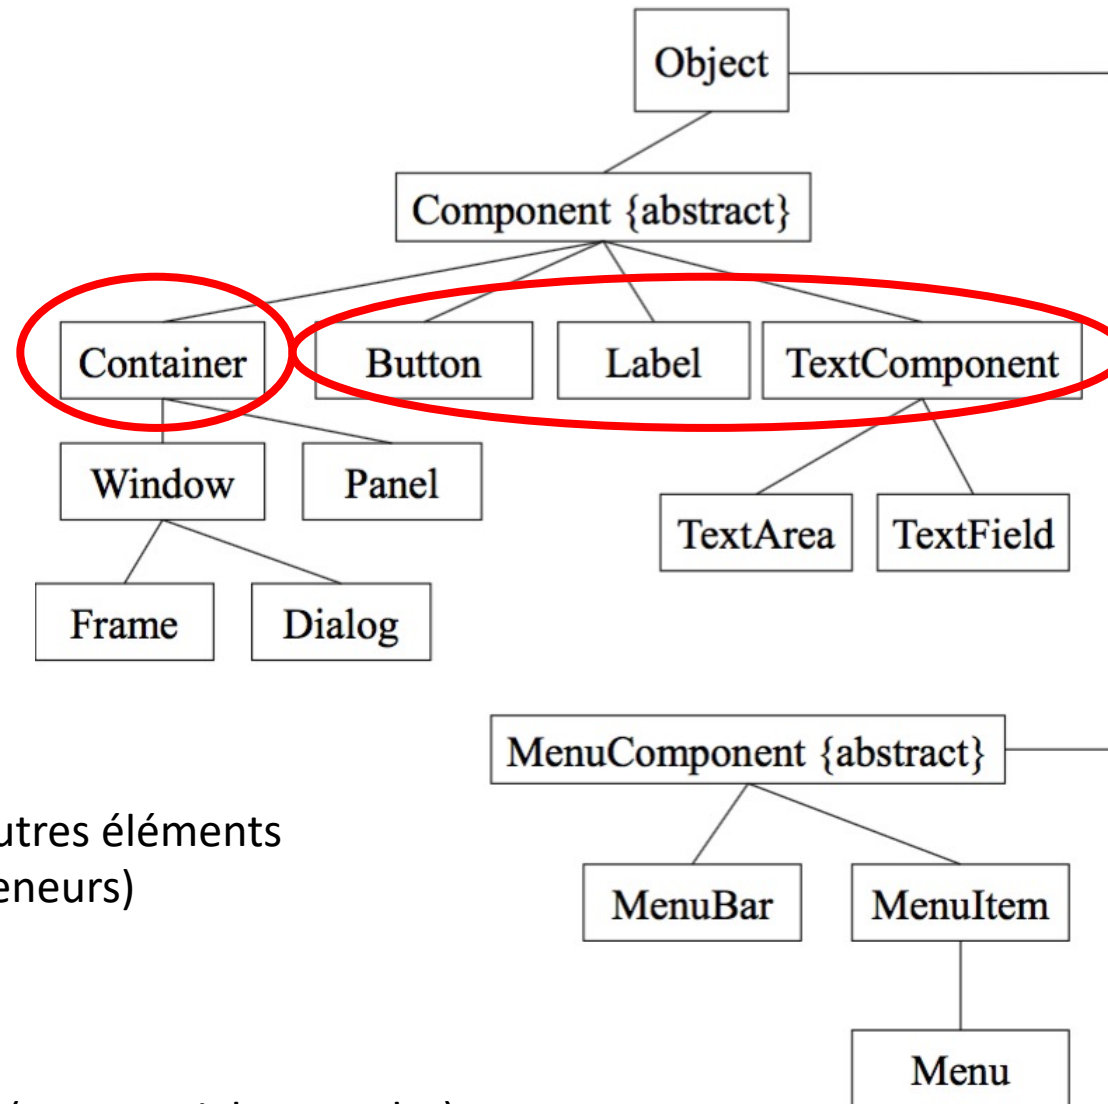 Object
Component {abstract}
Container Button Label TextComponent
Window Panel
TextArea TextField
Frame Dialog
MenuComponent {abstract}
utres éléments
MenuBar MenuItem
eneurs)
Menu